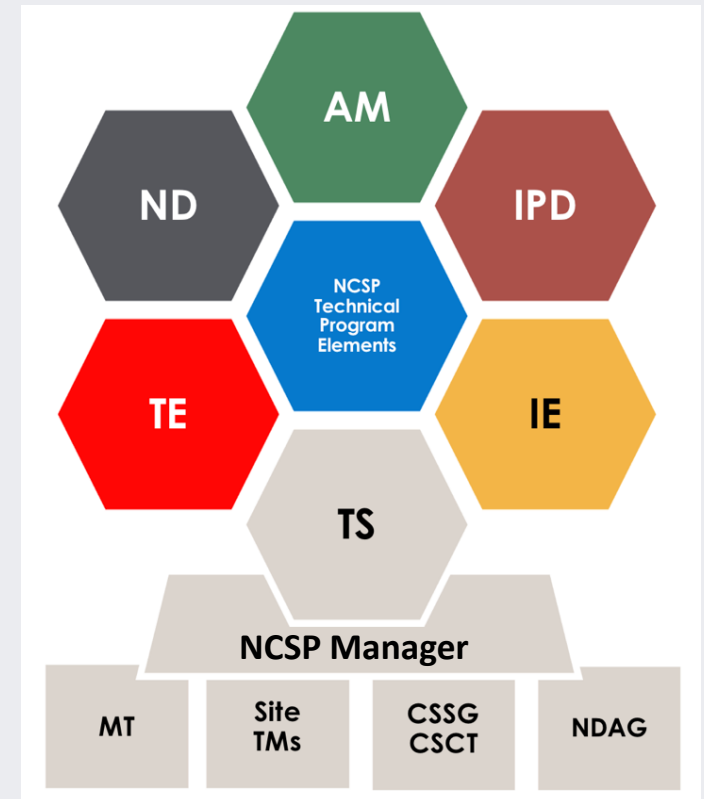 AM
ND
IPD
NCSP
Technical
Program
Elements
TE
IE
TS
NCSP Manager
MT
Site
TMs
CSSG
CSCT
NDAG